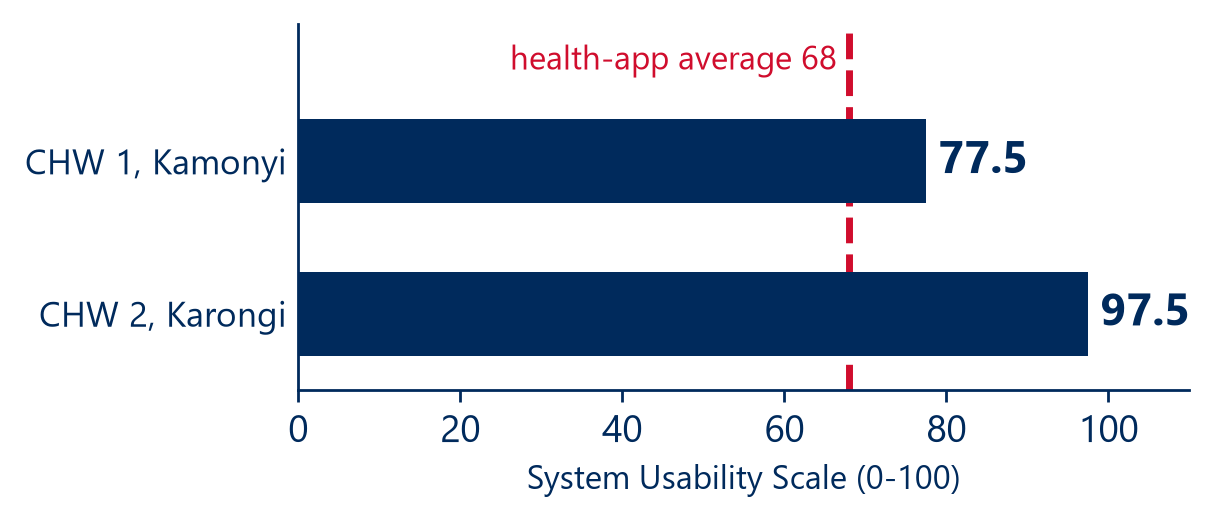 health-app average 68
CHW 1, Kamonyi
77.5
CHW 2, Karongi
97.5
0 20 40 60 80 100
System Usability Scale (0-100)